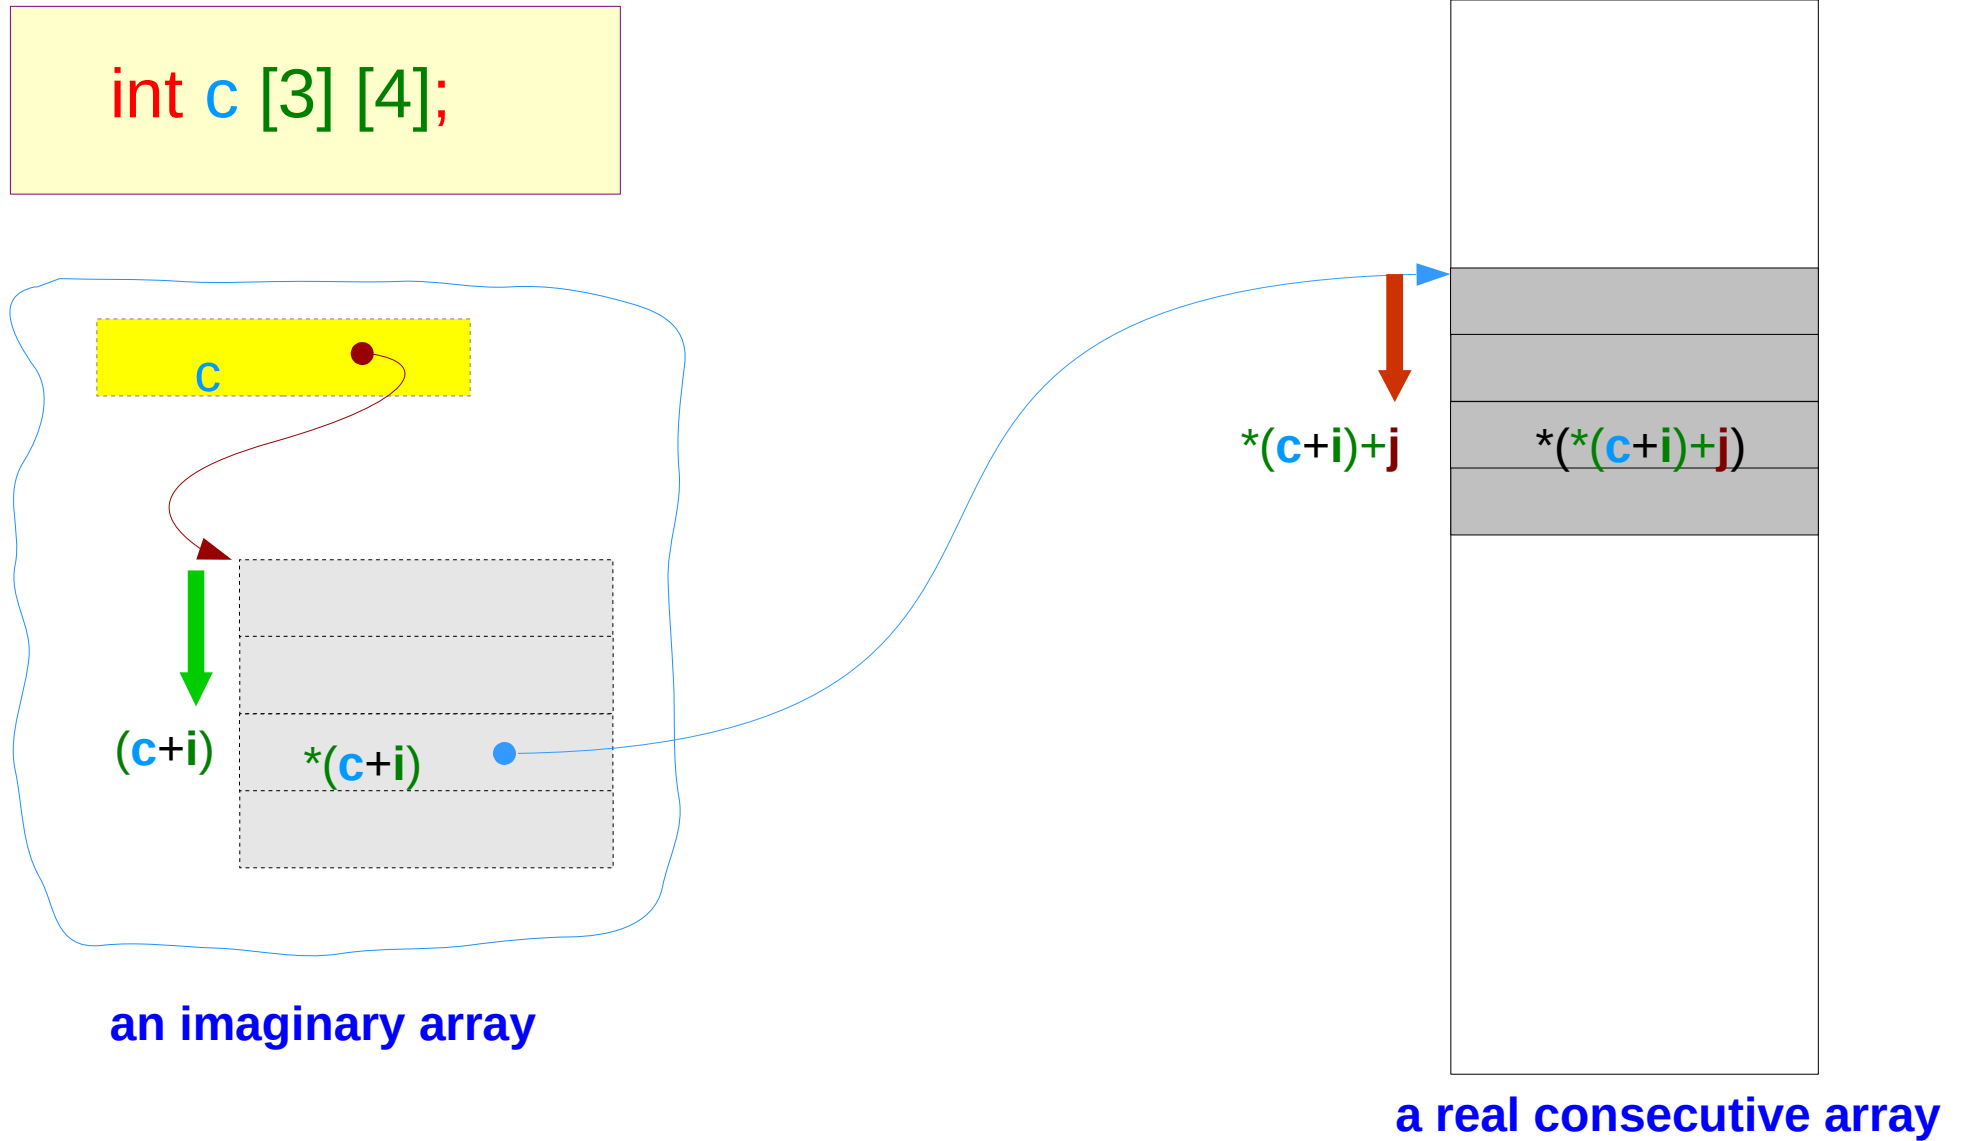 int c [3] [4];
c
*(c+i)+j
*(*(c+i)+j)
(c+i)
*(c+i)
an imaginary array
a real consecutive array